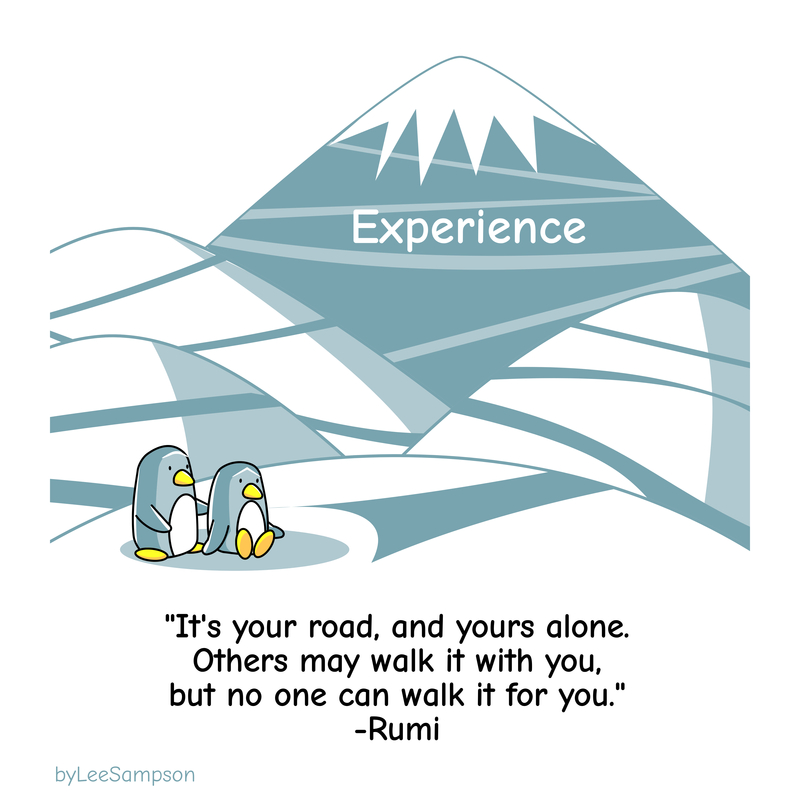 Experience
"It's your road, and yours alone.
Others may walk it with you,
but no one can walk it for you."
-Rumi
byLeeSampson